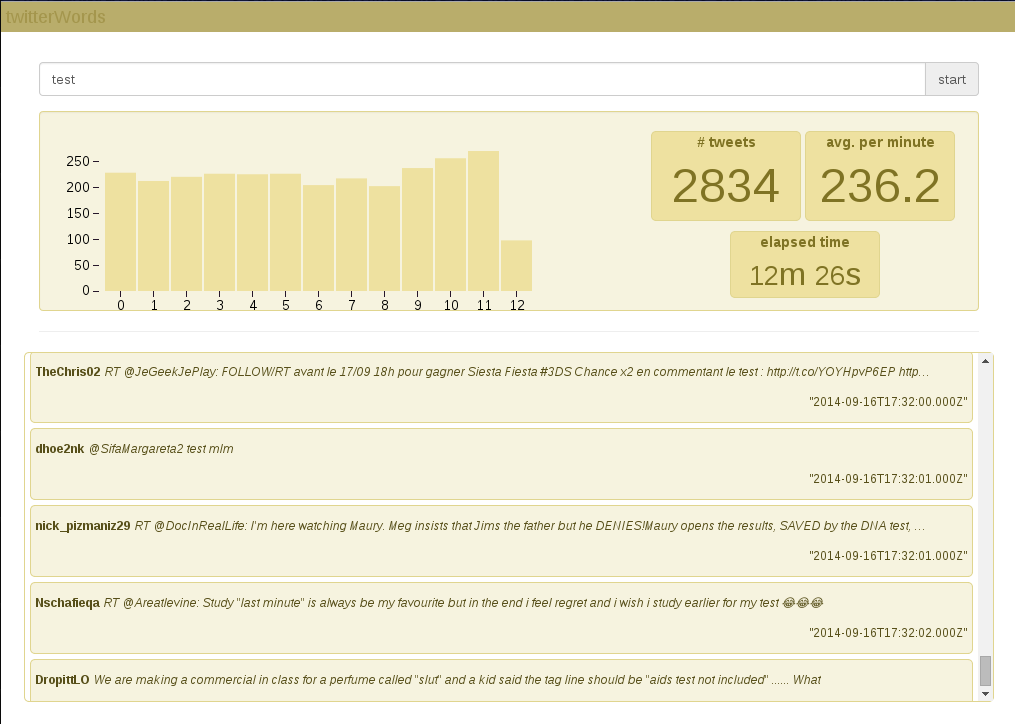 twitterWords
test start
# tweets avg. per minute
2834 236.2
elapsed time
12m 26s
250
200
150
100
50
0
0 1 2 3 4 5 6 7 8 9 10 11 12
TheChris02 RT @JeGeekJePlay: FOLLOW/RT avant le 17/09 18h pour gagner Siesta Fiesta #3DS Chance x2 en commentant le test : http://t.co/YOYHpvP6EP http…
"2014-09-16T17:32:00.000Z"
dhoe2nk @SifaMargareta2 test mlm
"2014-09-16T17:32:01.000Z"
nick_pizmaniz29 RT @DocInRealLife: I'm here watching Maury. Meg insists that Jims the father but he DENIES!Maury opens the results, SAVED by the DNA test, …
"2014-09-16T17:32:01.000Z"
Nschafieqa RT @Areatlevine: Study "last minute" is always be my favourite but in the end i feel regret and i wish i study earlier for my test 😂😂😂
"2014-09-16T17:32:02.000Z"
DropittLO We are making a commercial in class for a perfume called "slut" and a kid said the tag line should be "aids test not included" ...... What